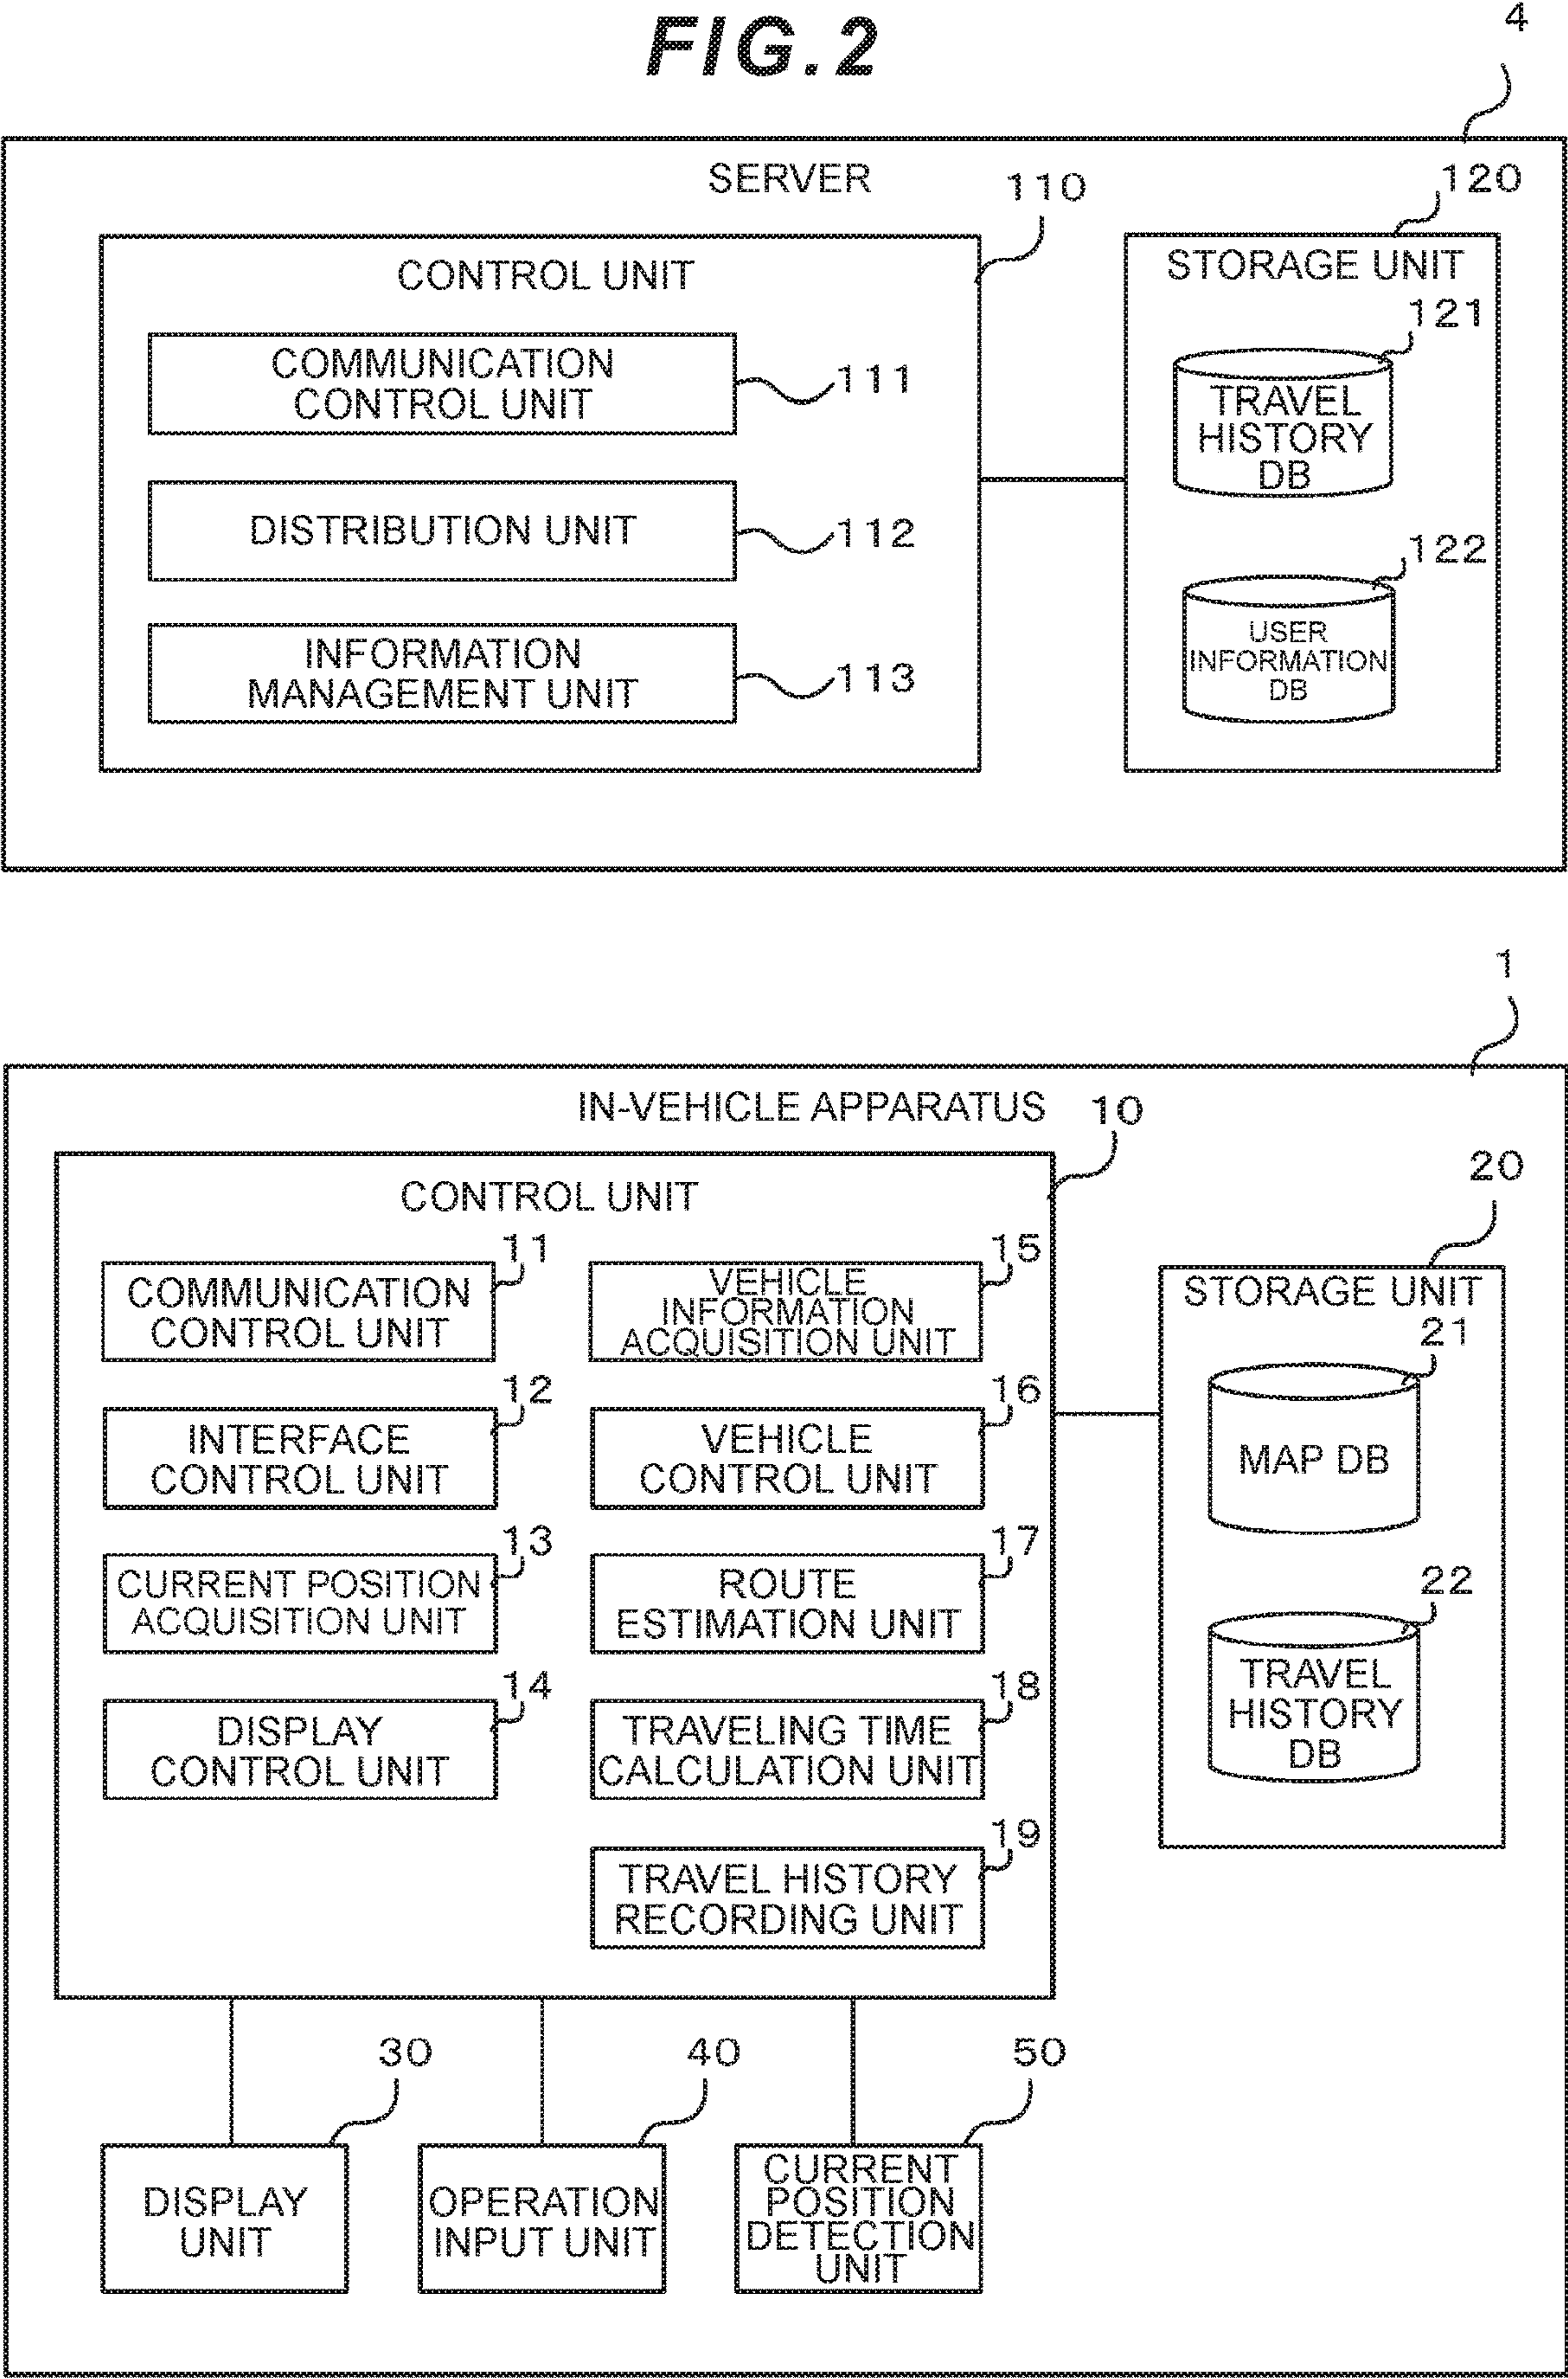 FIG.2
4
SERVER
110
120
CONTROL UNIT
STORAGE UNIT
COMMUNICATION
CONTROL UNIT
111
DISTRIBUTION UNIT
112
INFORMATION
MANAGEMENT UNIT
113
121
TRAVEL
HISTORY
DB
122
USER
INFORMATION
DB
1
IN-VEHICLE APPARATUS
10
CONTROL UNIT
11
COMMUNICATION
CONTROL UNIT
12
INTERFACE
CONTROL UNIT
13
CURRENT POSITION
ACQUISITION UNIT
14
DISPLAY
CONTROL UNIT
15
VEHICLE
INFORMATION
ACQUISITION UNIT
16
VEHICLE
CONTROL UNIT
17
ROUTE
ESTIMATION UNIT
18
TRAVELING TIME
CALCULATION UNIT
19
TRAVEL HISTORY
RECORDING UNIT
20
STORAGE UNIT
21
MAP DB
22
TRAVEL
HISTORY
DB
30
DISPLAY
UNIT
40
OPERATION
INPUT UNIT
50
CURRENT
POSITION
DETECTION
UNIT